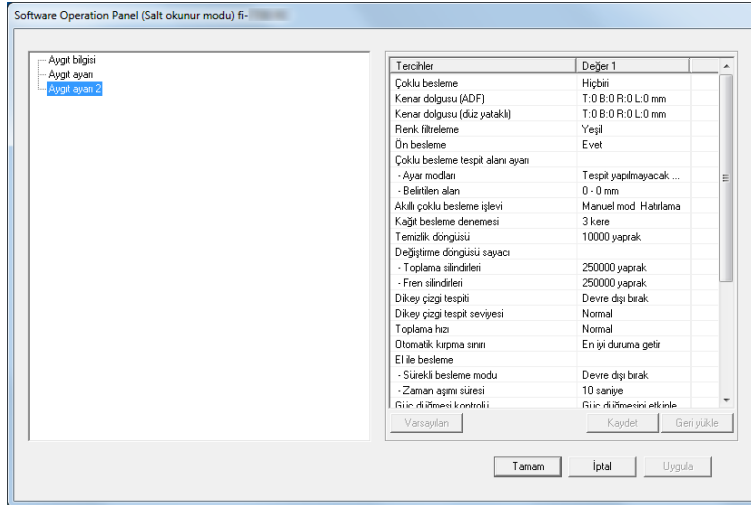 Software Operation Panel (Salt okunur modu) fi-
Aygıt bilgisi
Aygıt ayarı
Aygıt ayarı 2
Tercihler Değer 1
Çoklu besleme Hiçbiri
Kenar dolgusu (ADF) T:0 B:0 R:0 L:0 mm
Kenar dolgusu (düz yataklı) T:0 B:0 R:0 L:0 mm
Renk filtreleme Yeşil
Ön besleme Evet
Çoklu besleme tespit alanı ayarı
- Ayar modları Tespit yapılmayacak ...
- Belirtilen alan 0 - 0 mm
Akıllı çoklu besleme işlevi Manuel mod Hatırlama
Kağıt besleme denemesi 3 kere
Temizlik döngüsü 10000 yaprak
Değiştirme döngüsü sayacı
- Toplama silindirleri 250000 yaprak
- Fren silindirleri 250000 yaprak
Dikey çizgi tespiti Devre dışı bırak
Dikey çizgi tespit seviyesi Normal
Toplama hızı Normal
Otomatik kırpma sınırı En iyi duruma getir
El ile besleme
- Sürekli besleme modu Devre dışı bırak
- Zaman aşımı süresi 10 saniye
Güç düğmesi kontrolü Güç düğmesini etkinle
Varsayılan Kaydet Geri yükle
Tamam İptal Uygula